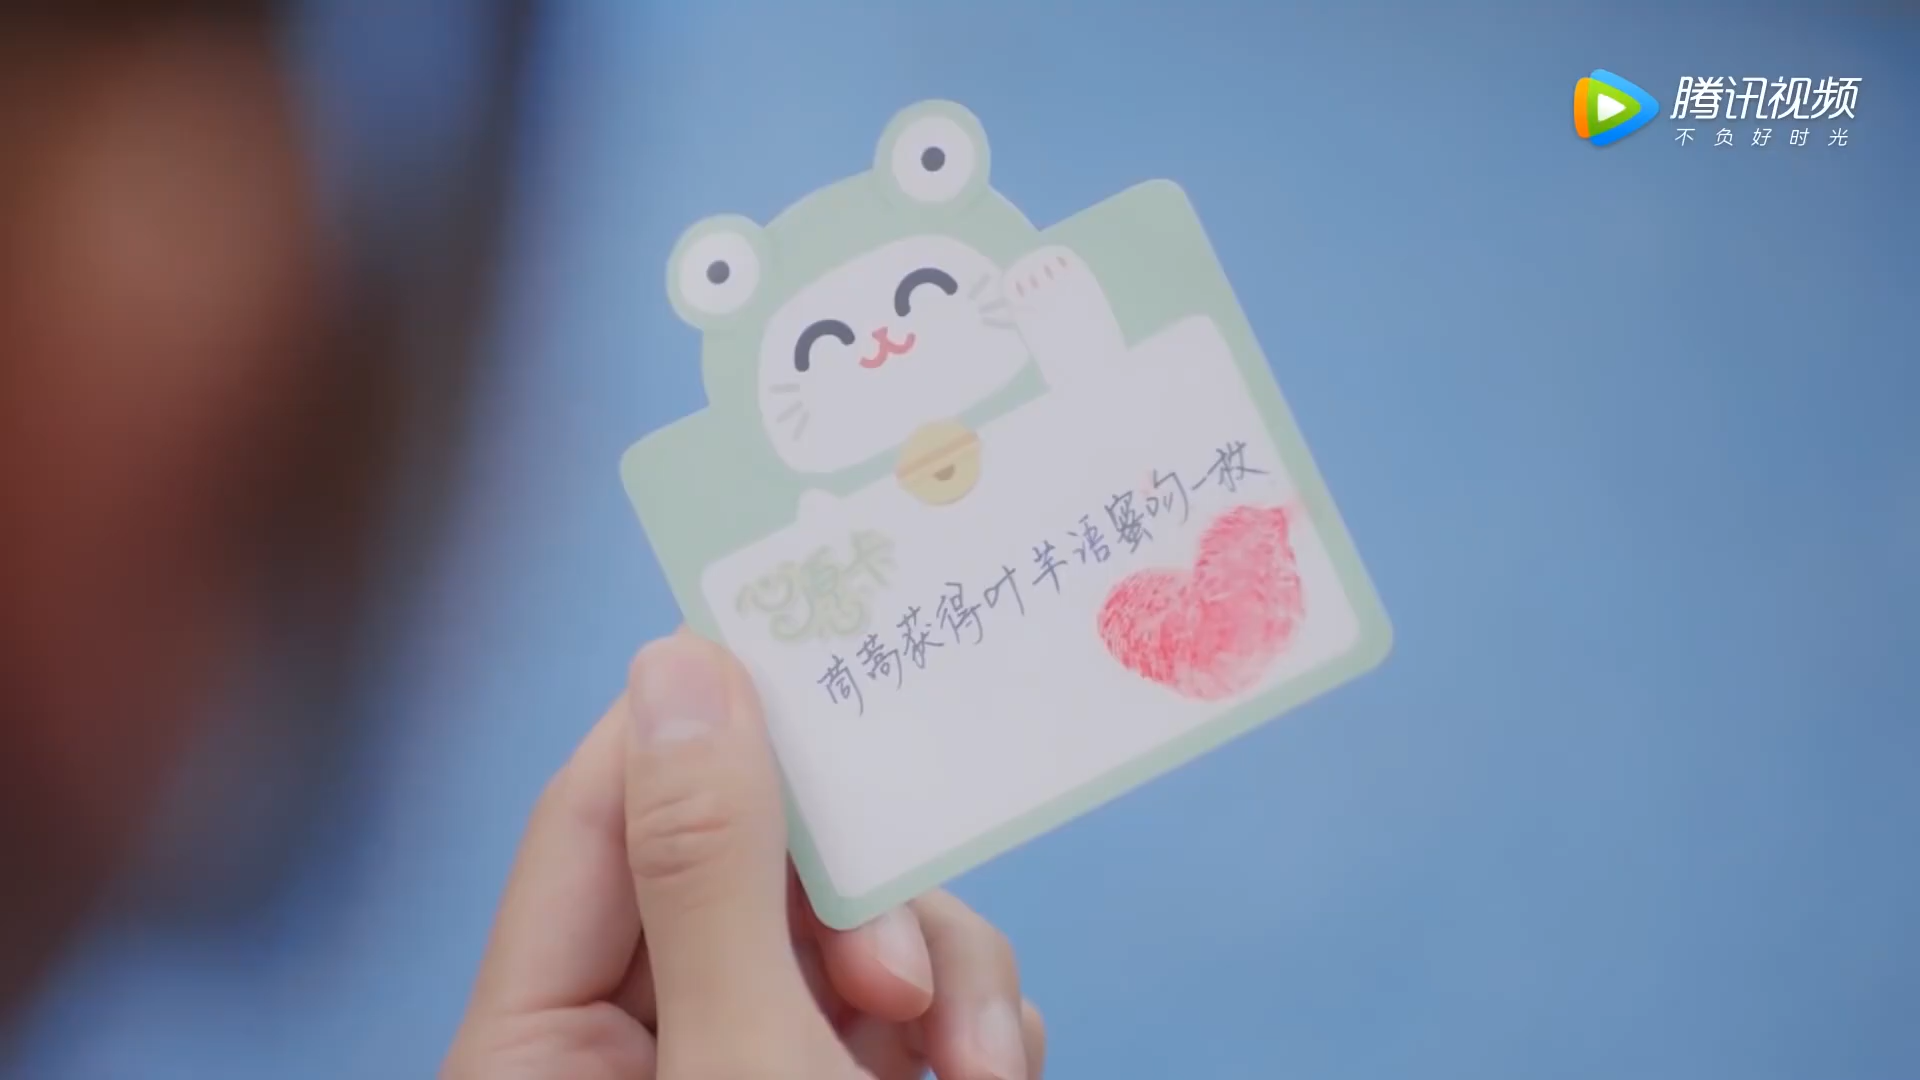 腾讯视频
不负好时光
心愿卡
茼蒿获得叶芊语蜜吻一枚